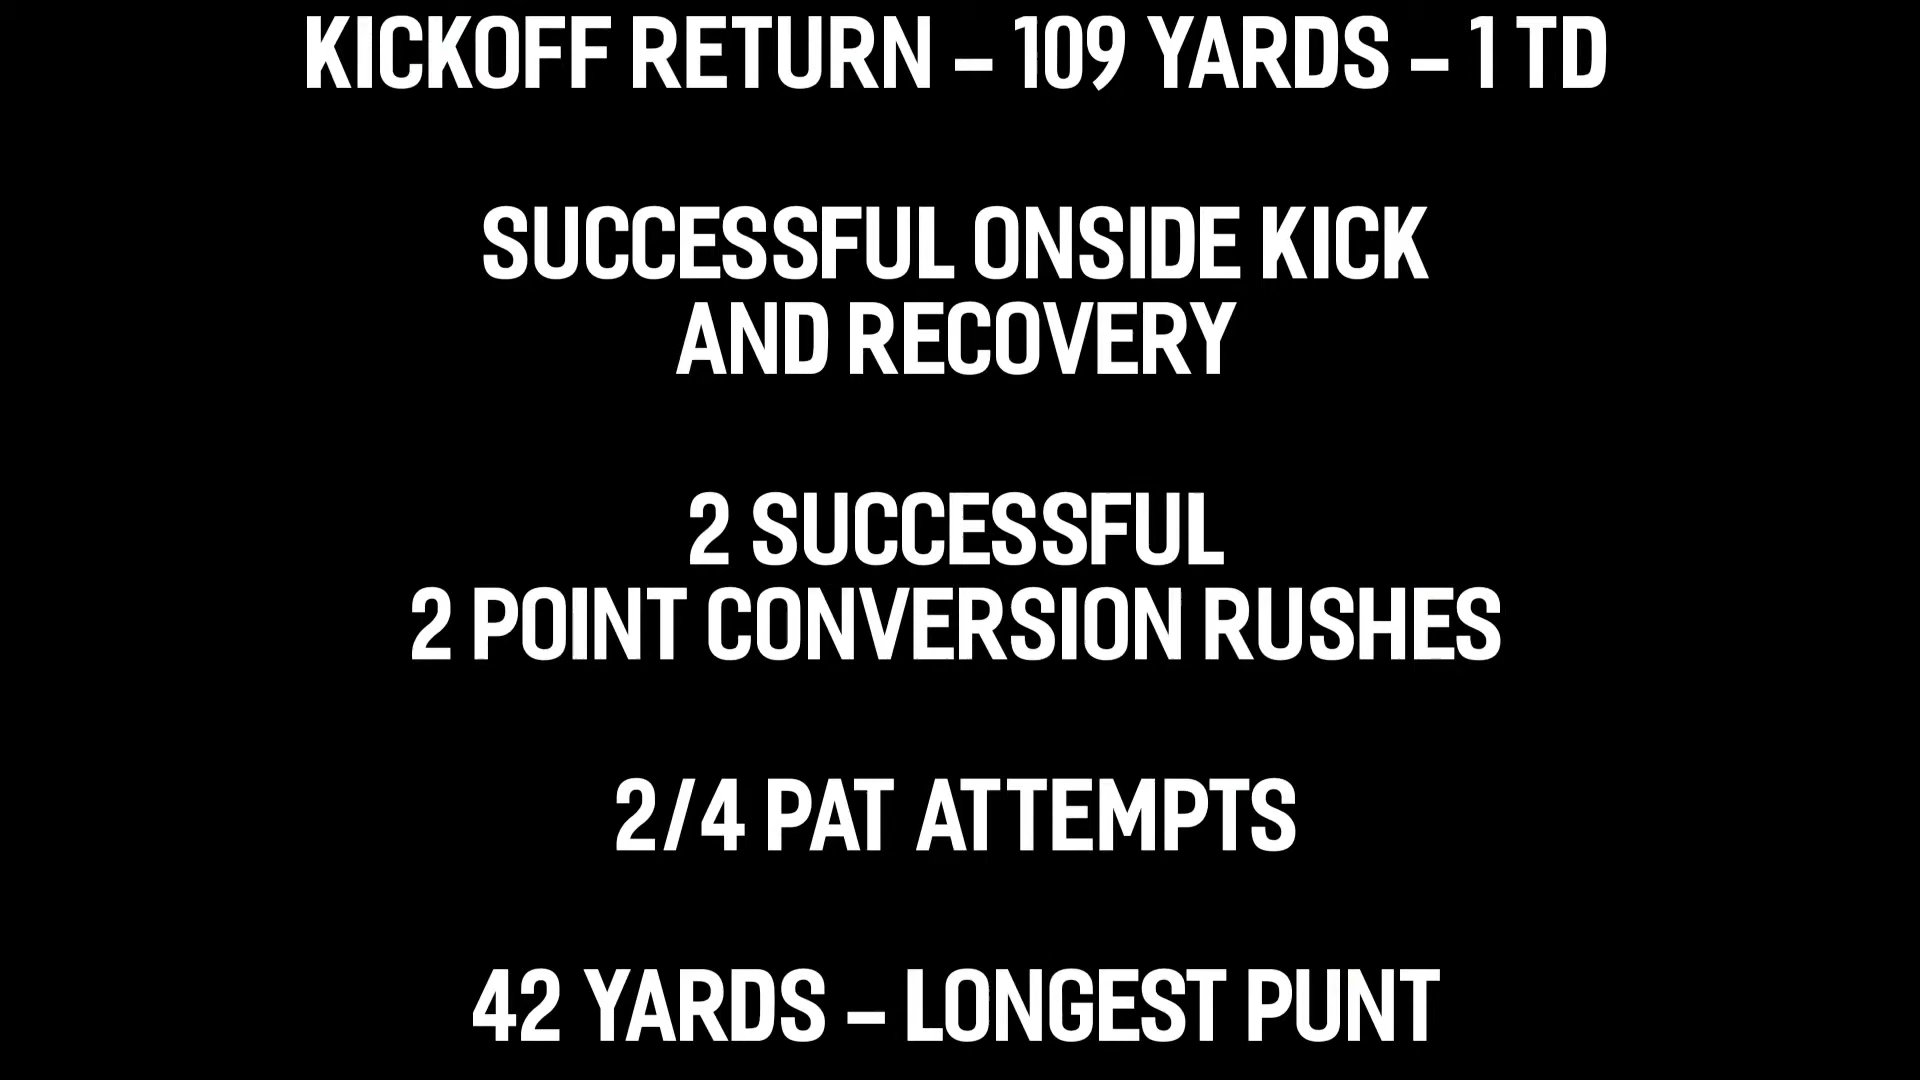 KICKOFF RETURN – 109 YARDS – 1 TD
SUCCESSFUL ONSIDE KICK
AND RECOVERY
2 SUCCESSFUL
2 POINT CONVERSION RUSHES
2/4 PAT ATTEMPTS
42 YARDS – LONGEST PUNT